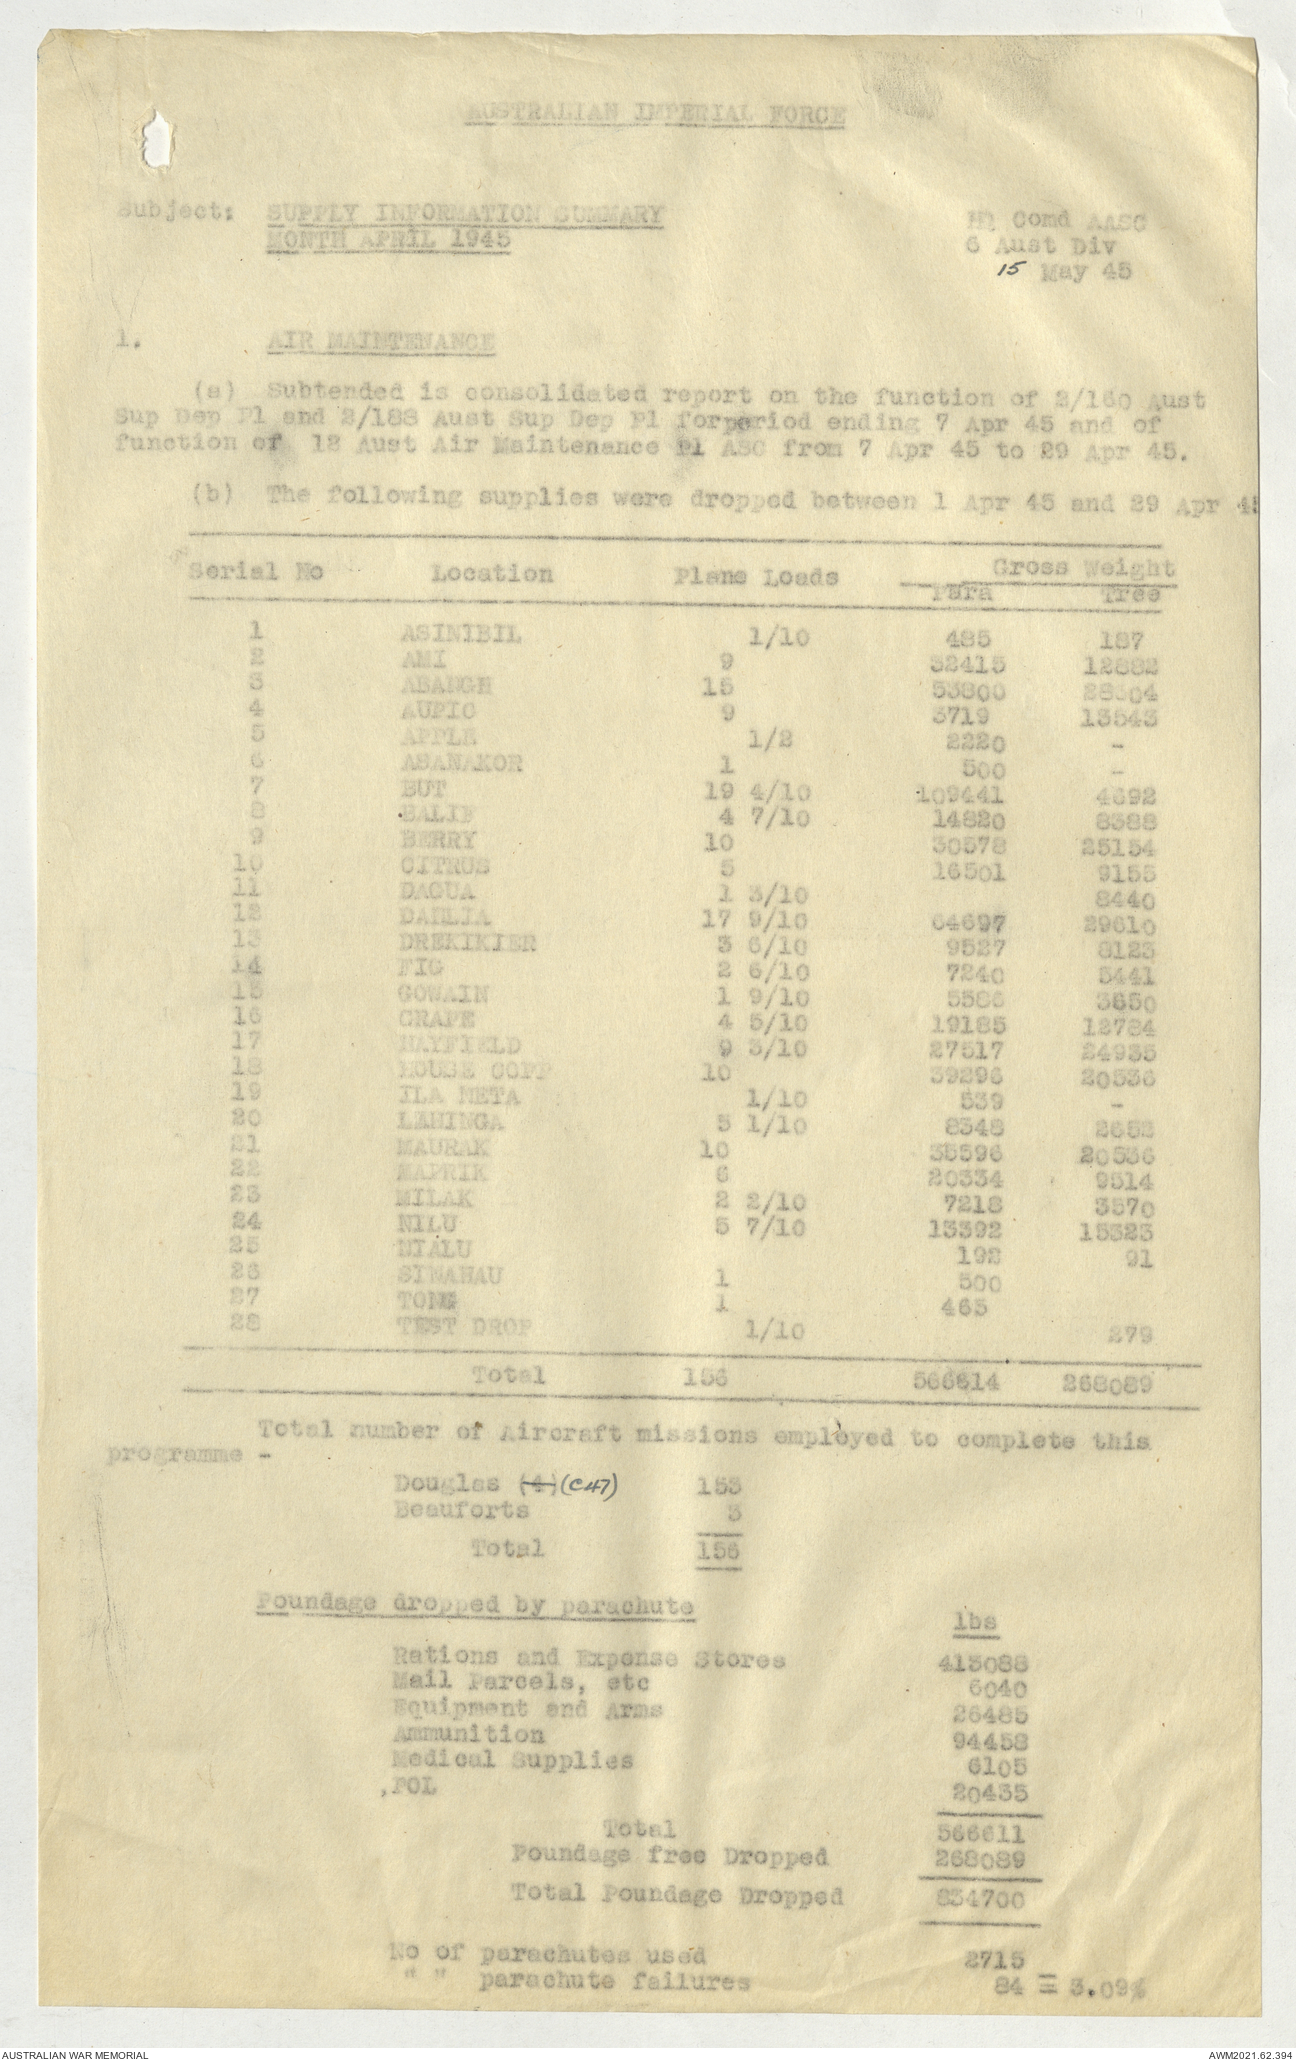 AUSTRALIAN IMPERIAL FORCE
Subject: SUPPLY INFORMATION SUMMARY
MONTH APRIL 1945
HQ Comd AASC
6 Aust Div
15 May 45
1. AIR MAINTENANCE
(a) Subtended is consolidated report on the function of 2/160 Aust
Sup Dep Pl and 2/188 Aust Sup Dep Pl forperiod ending 7 Apr 45 and of
function of 12 Aust Air Maintenance Pl ASC from 7 Apr 45 to 29 Apr 45.
(b) The following supplies were dropped between 1 Apr 45 and 29 Apr 45
Serial No Location Plane Loads Gross Weight
Para Free
1 ASINIBIL 1/10 485 187
2 AMI 9 32415 12882
3 ABANGH 15 53800 28304
4 AUPIC 9 3719 13543
5 APPLE 1/2 2220 -
6 ASANAKOR 1 500 -
7 BUT 19 4/10 109441 4692
8 BALIF 4 7/10 14820 8388
9 BERRY 10 30578 25154
10 CITRUS 5 16501 9155
11 DAGUA 1 3/10 8440
12 DAHLIA 17 9/10 64697 29610
13 DREKIKIER 3 6/10 9527 8123
14 FIG 2 6/10 7240 5441
15 GOWAIN 1 9/10 5586 3650
16 GRAPE 4 5/10 19185 12784
17 HAYFIELD 9 3/10 27517 24935
18 HOUSE COPP 10 39296 20536
19 ILA META 1/10 539 -
20 LEHINGA 5 1/10 8348 2652
21 MAURAK 10 35596 20536
22 MAPRIK 6 20334 9514
23 MILAK 2 2/10 7218 3570
24 NILU 5 7/10 13392 15323
25 NIALU 192 91
26 SINAHAU 1 500
27 TONG 1 465
28 TEST DROP 1/10 279
Total 156 566614 268089
Total number of Aircraft missions employed to complete this
programme -
Douglas (4) (C47) 153
Beauforts 3
Total 156
Poundage dropped by parachute
lbs
Rations and Expense Stores 413088
Mail Parcels, etc 6040
Equipment and Arms 26485
Ammunition 94458
Medical Supplies 6105
,POL 20435
Total 566611
Poundage free Dropped 268089
Total Poundage Dropped 834700
No of parachutes used 2715
" " parachute failures 84 = 3.09%
AUSTRALIAN WAR MEMORIAL
AWM2021.62.394